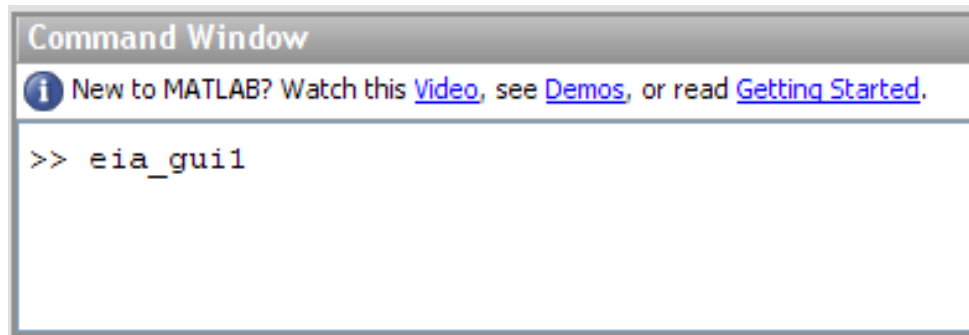 Command Window
New to MATLAB? Watch this Video, see Demos, or read Getting Started.
>> eia_gui1